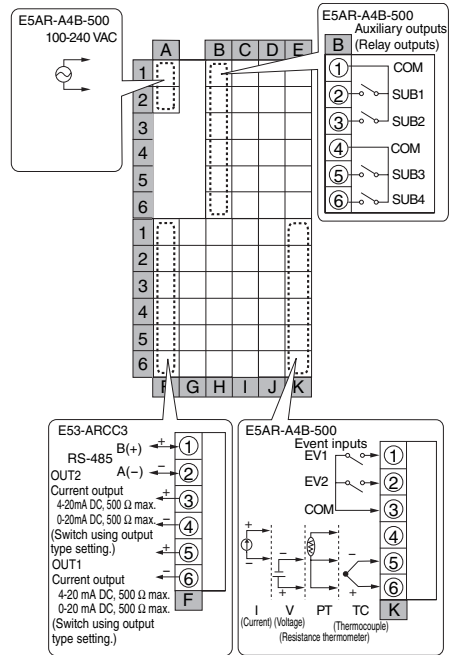 E5AR-A4B-500
100-240 VAC
A B C D E
1
2
3
4
5
6
1
2
3
4
5
6
F G H I J K
E5AR-A4B-500
Auxiliary outputs
(Relay outputs)
B
1 COM
2 SUB1
3 SUB2
4 COM
5 SUB3
6 SUB4
E53-ARCC3
RS-485
B(+) + 1
A(−) − 2
OUT2
Current output
4-20mA DC, 500 Ω max. + 3
0-20mA DC, 500 Ω max. − 4
(Switch using output
type setting.)
+ 5
OUT1
− 6
Current output
4-20 mA DC, 500 Ω max.
0-20 mA DC, 500 Ω max.
(Switch using output
type setting.)
F
E5AR-A4B-500
Event inputs
EV1 1
EV2 2
COM 3
4
5
6
+ − − + − +
I V PT TC
(Current) (Voltage) (Thermocouple)
(Resistance thermometer)
K